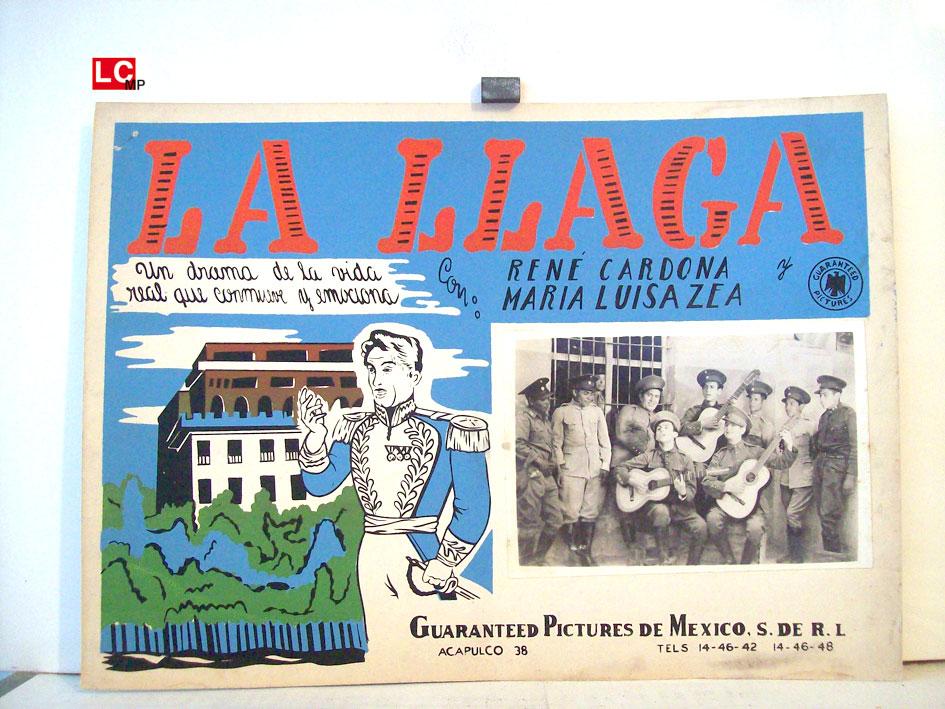 LC
MP
LA LLAGA
Un drama de la vida
real que conmueve y emociona
Con:
RENÉ CARDONA y
MARIA LUISA ZEA
GUARANTEED
PICTURES
GUARANTEED PICTURES DE MEXICO, S. DE R. L
ACAPULCO 38
TELS 14-46-42 14-46-48